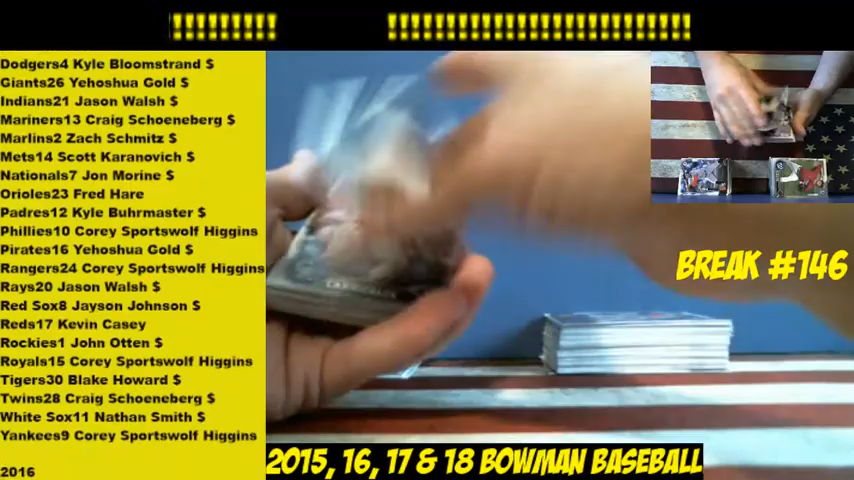 !!!!!!!!!! !!!!!!!!!!!!!!!!!!!!!!!!!!!!!
Dodgers4 Kyle Bloomstrand $
Giants26 Yehoshua Gold $
Indians21 Jason Walsh $
Mariners13 Craig Schoeneberg $
Marlins2 Zach Schmitz $
Mets14 Scott Karanovich $
Nationals7 Jon Morine $
Orioles23 Fred Hare
Padres12 Kyle Buhrmaster $
Phillies10 Corey Sportswolf Higgins
Pirates16 Yehoshua Gold $
Rangers24 Corey Sportswolf Higgins
Rays20 Jason Walsh $
Red Sox8 Jayson Johnson $
Reds17 Kevin Casey
Rockies1 John Otten $
Royals15 Corey Sportswolf Higgins
Tigers30 Blake Howard $
Twins28 Craig Schoeneberg $
White Sox11 Nathan Smith $
Yankees9 Corey Sportswolf Higgins
2016
BREAK #146
2015, 16, 17 & 18 BOWMAN BASEBALL